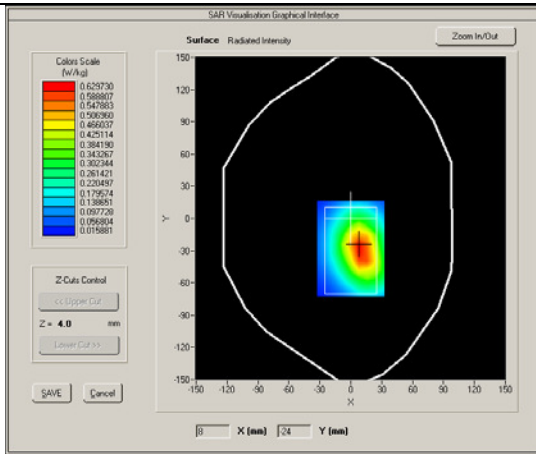 SAR Visualisation Graphical Interface
Surface Radiated Intensity
Zoom In/Out
Colors Scale
(W/kg)
0.629730
0.588807
0.547883
0.506960
0.466037
0.425114
0.384190
0.343267
0.302344
0.261421
0.220497
0.179574
0.138651
0.097728
0.056804
0.015881
Z-Cuts Control
<< Upper Cut
Z = 4.0 mm
Lower Cut >>
SAVE Cancel
150-
120-
90-
60-
30-
0-
-30-
-60-
-90-
-120-
-150-
Y
-150 -120 -90 -60 -30 0 30 60 90 120 150
X
8 X (mm) -24 Y (mm)